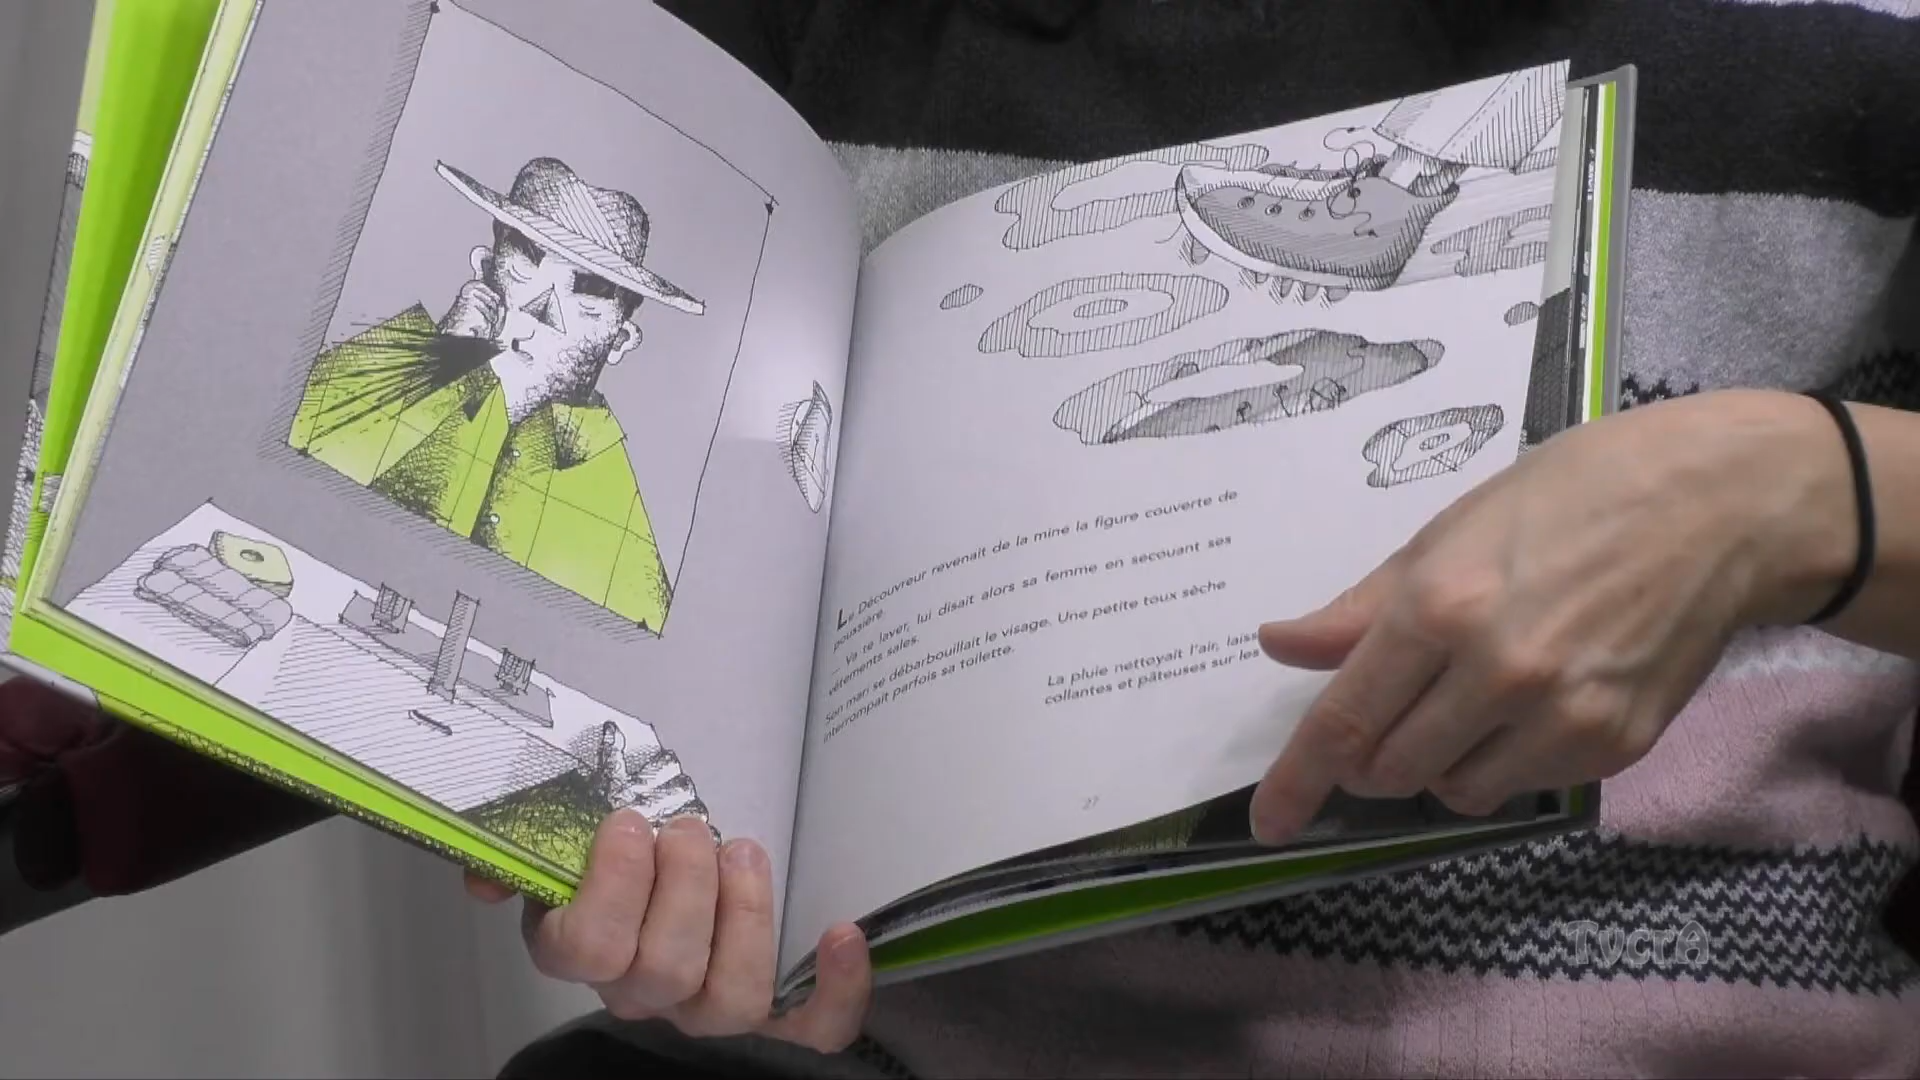 Le Découvreur revenait de la mine la figure couverte de
poussière.
— Va te laver, lui disait alors sa femme en secouant ses
vêtements sales.
Son mari se débarbouillait le visage. Une petite toux sèche
interrompait parfois sa toilette.
La pluie nettoyait l'air,
collantes et pâteuses sur les
27
TvcrA